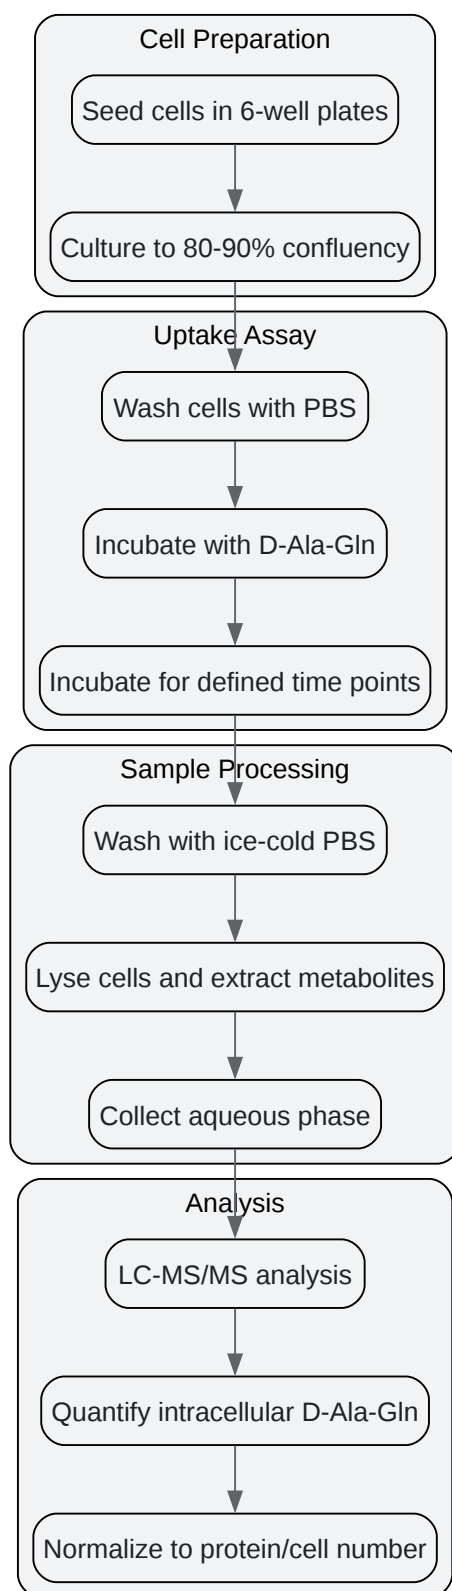 Cell Preparation
Seed cells in 6-well plates
Culture to 80-90% confluency
Uptake Assay
Wash cells with PBS
Incubate with D-Ala-Gln
Incubate for defined time points
Sample Processing
Wash with ice-cold PBS
Lyse cells and extract metabolites
Collect aqueous phase
Analysis
LC-MS/MS analysis
Quantify intracellular D-Ala-Gln
Normalize to protein/cell number